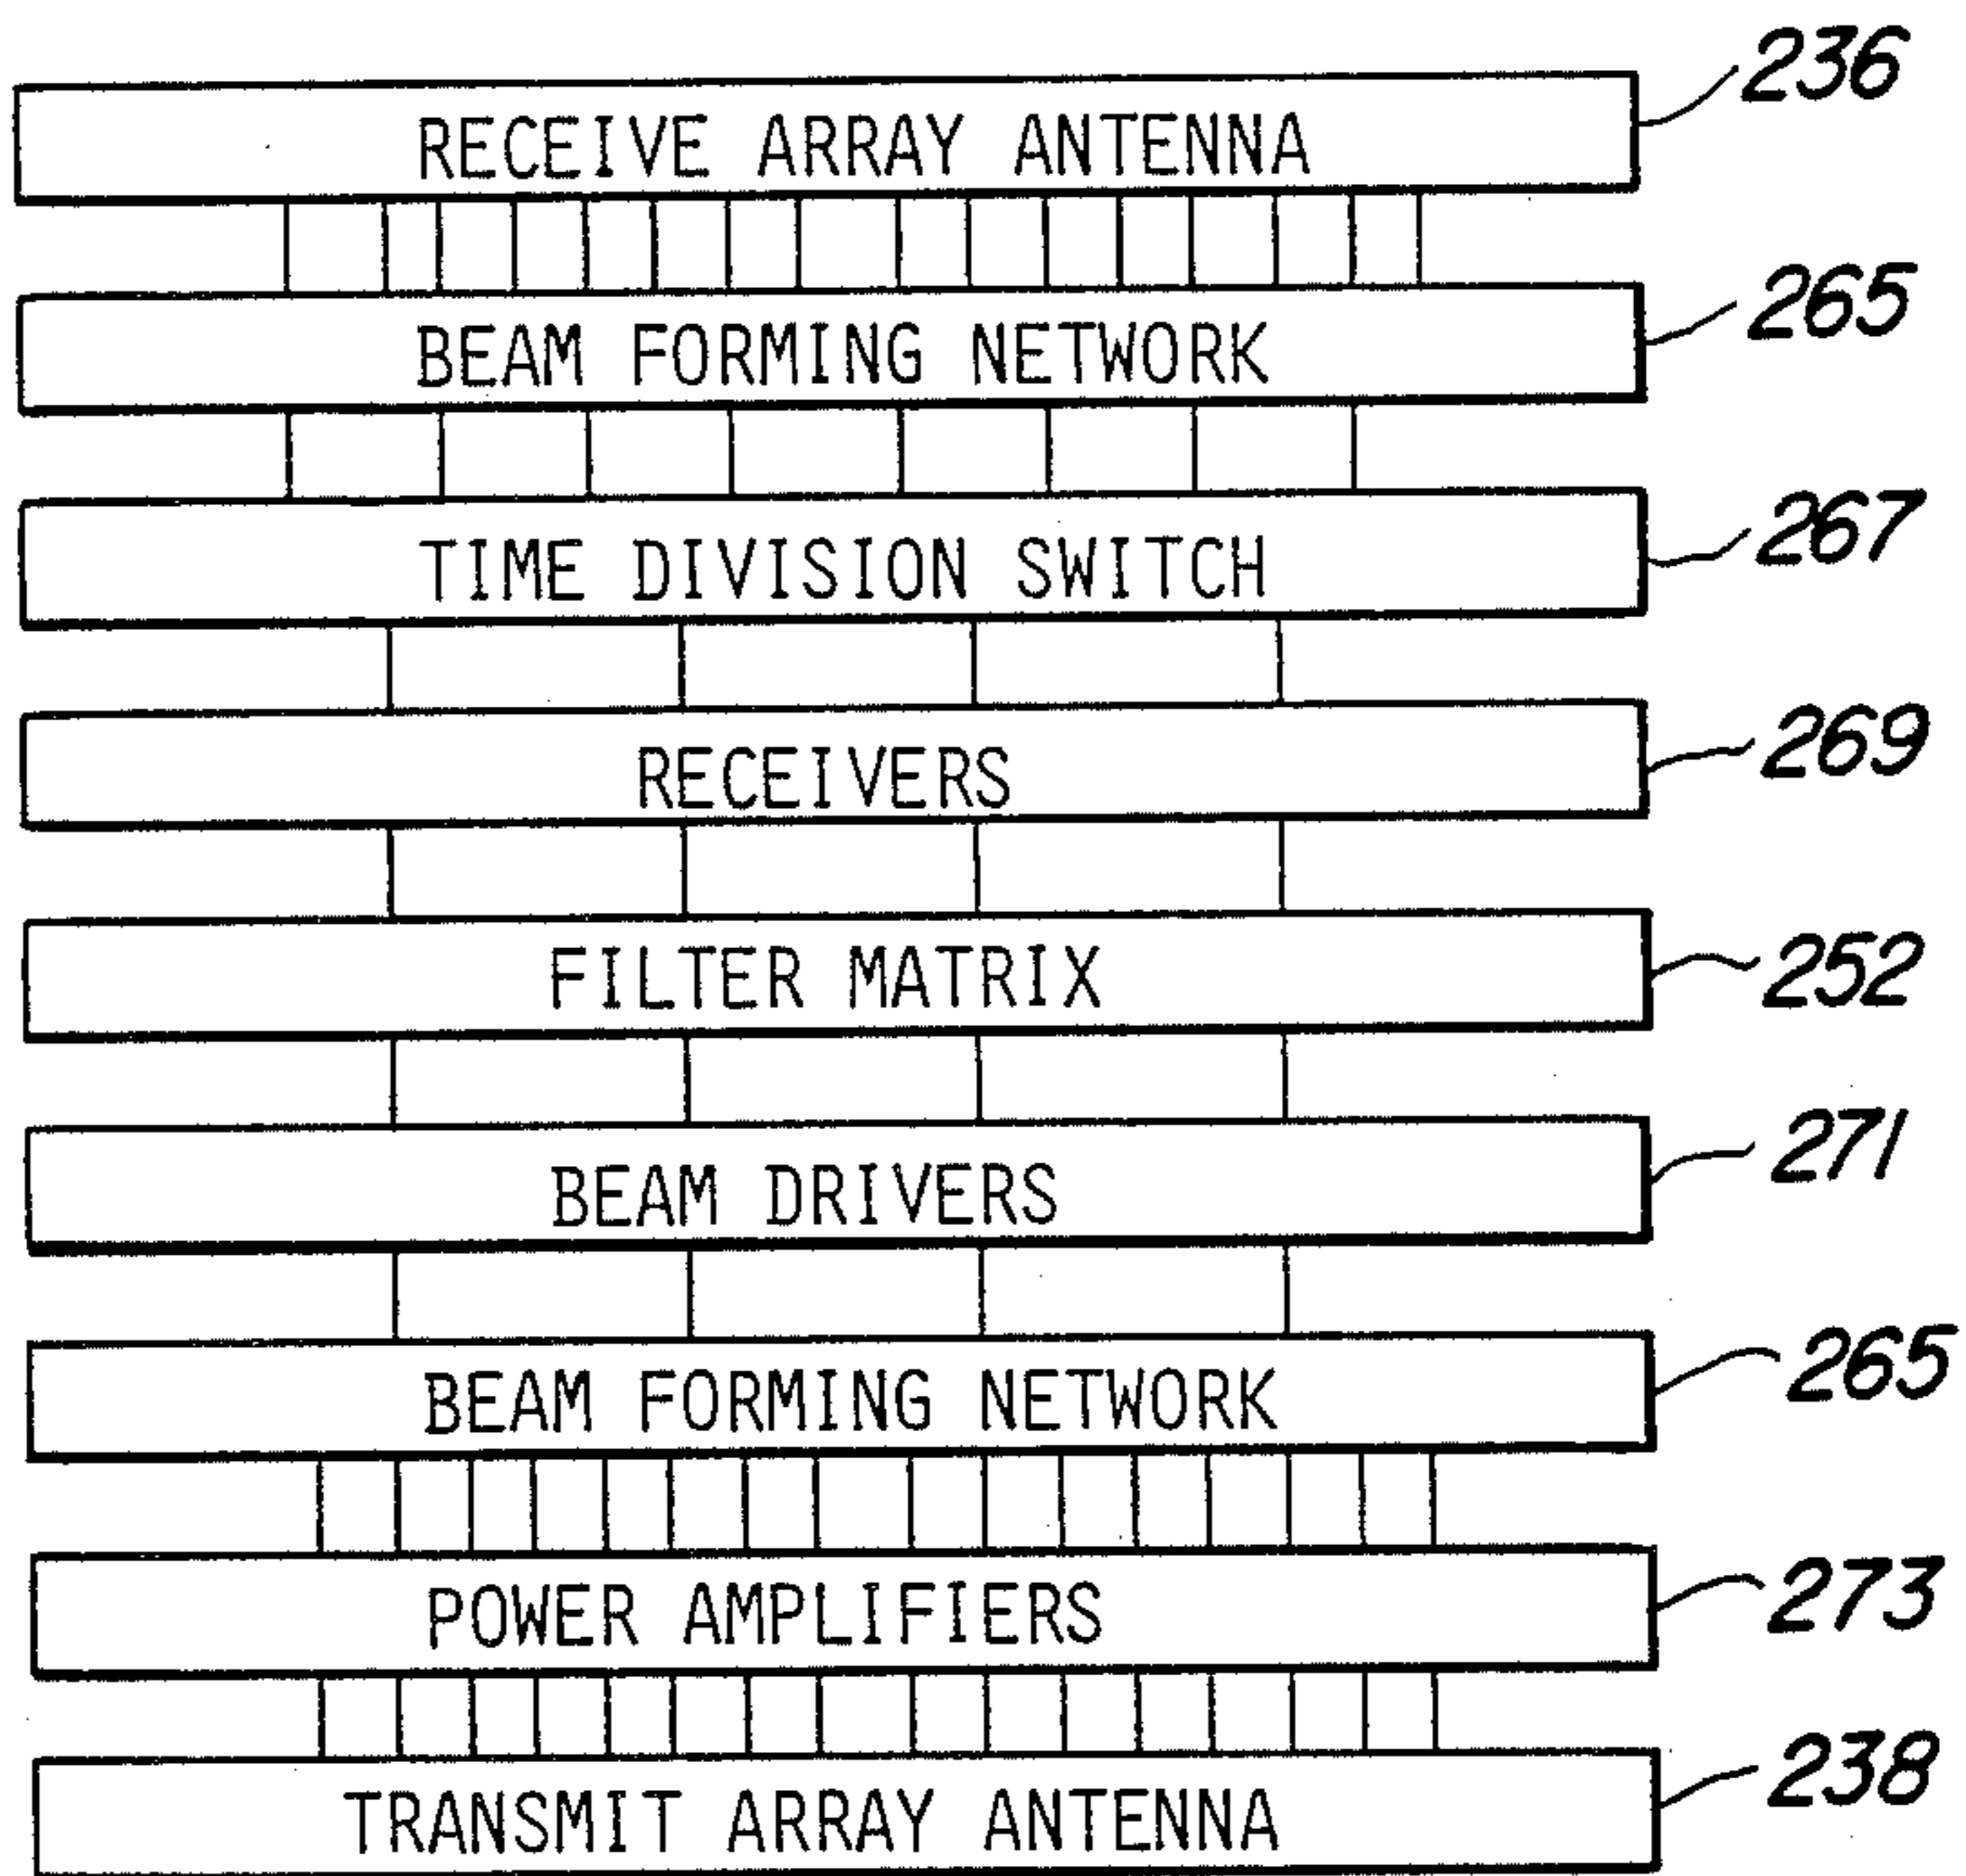 RECEIVE ARRAY ANTENNA 236
BEAM FORMING NETWORK 265
TIME DIVISION SWITCH 267
RECEIVERS 269
FILTER MATRIX 252
BEAM DRIVERS 271
BEAM FORMING NETWORK 265
POWER AMPLIFIERS 273
TRANSMIT ARRAY ANTENNA 238